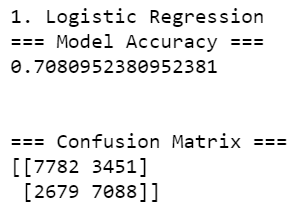 1. Logistic Regression
=== Model Accuracy ===
0.7080952380952381
=== Confusion Matrix ===
[[7782 3451]
[2679 7088]]